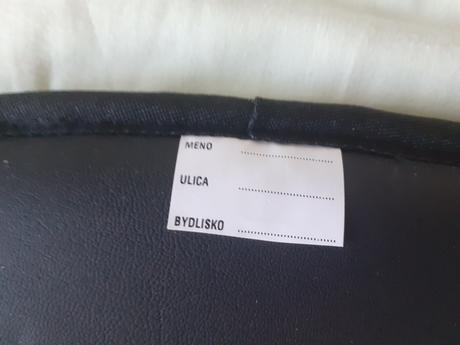 MENO ....................
ULICA ....................
BYDLISKO ....................